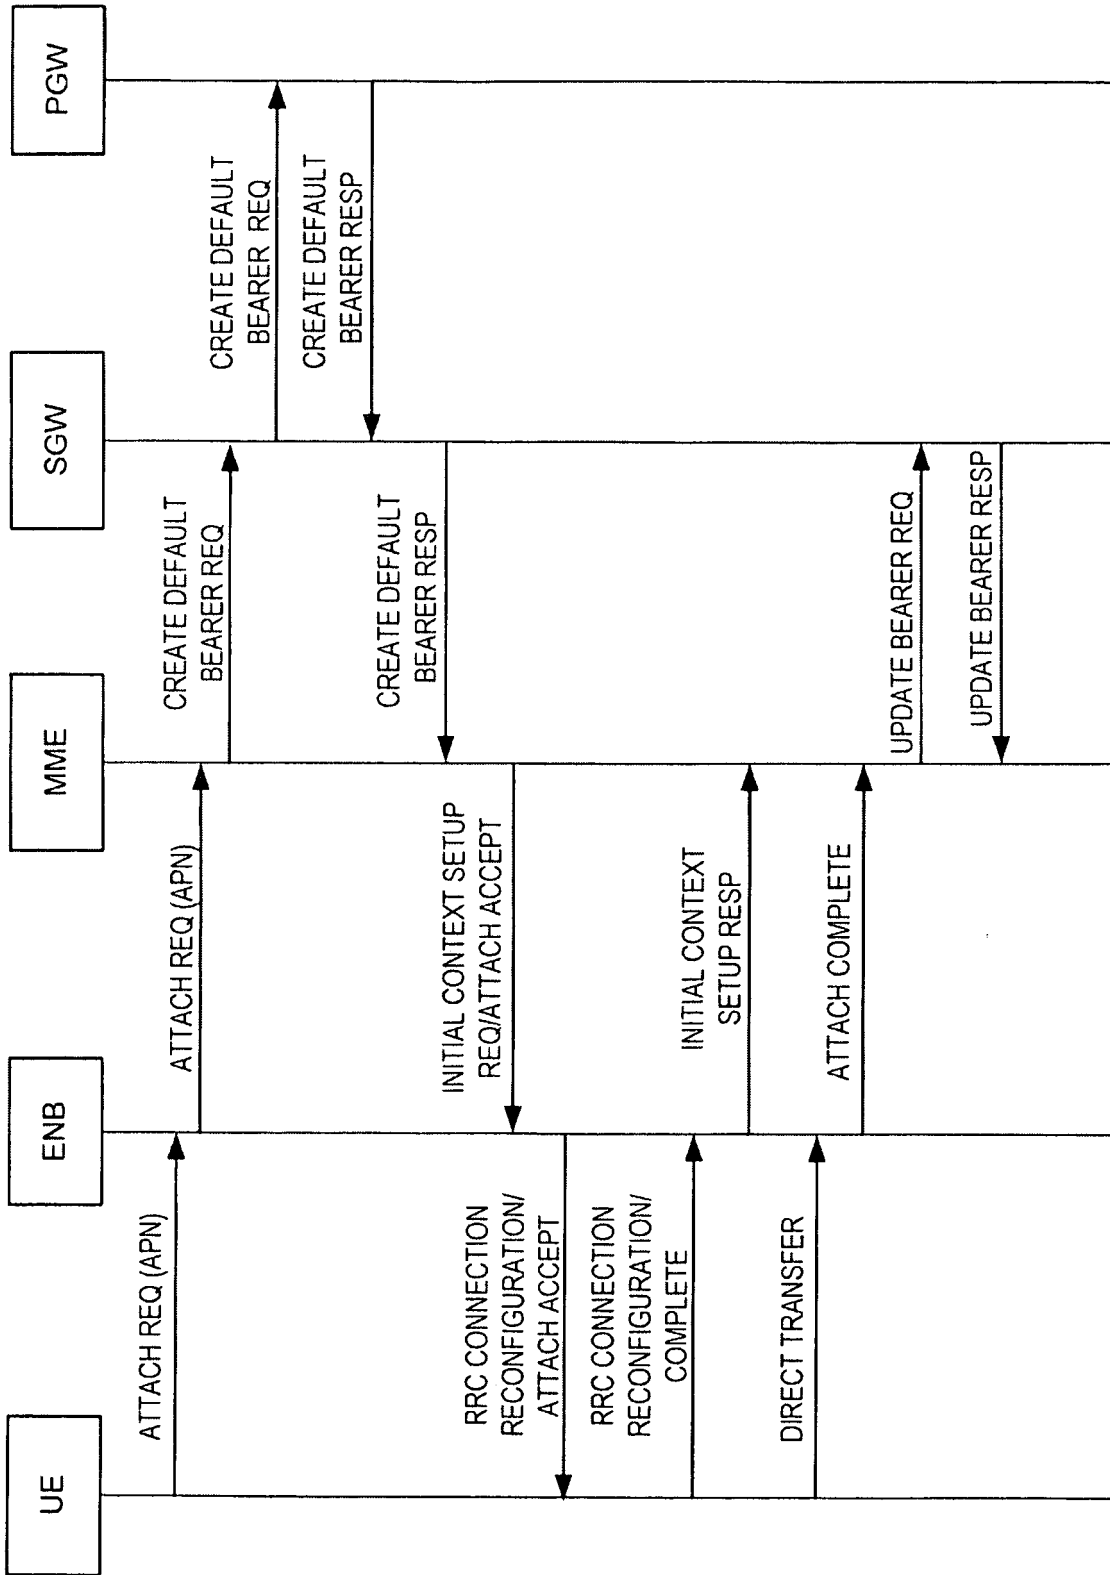 UE
ENB
MME
SGW
PGW
ATTACH REQ (APN)
ATTACH REQ (APN)
CREATE DEFAULT
BEARER REQ
CREATE DEFAULT
BEARER REQ
CREATE DEFAULT
BEARER RESP
CREATE DEFAULT
BEARER RESP
INITIAL CONTEXT SETUP
REQ/ATTACH ACCEPT
RRC CONNECTION
RECONFIGURATION/
ATTACH ACCEPT
RRC CONNECTION
RECONFIGURATION/
COMPLETE
INITIAL CONTEXT
SETUP RESP
DIRECT TRANSFER
ATTACH COMPLETE
UPDATE BEARER REQ
UPDATE BEARER RESP